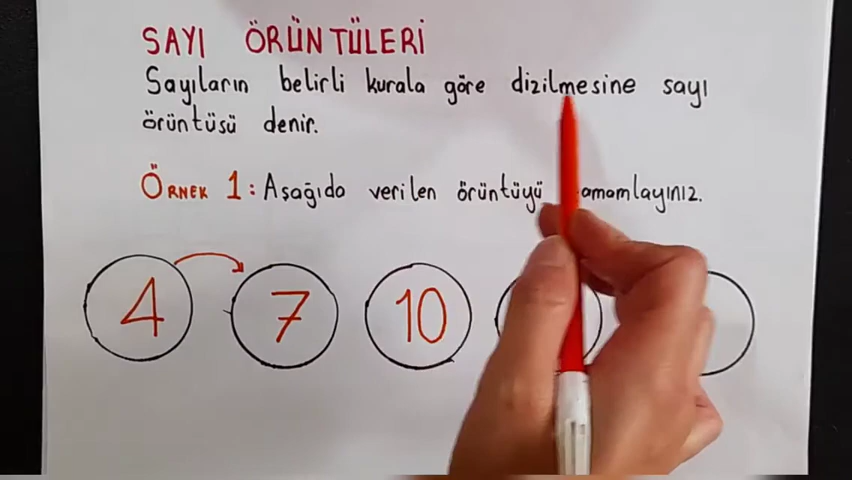 SAYI ÖRÜNTÜLERİ
Sayıların belirli kurala göre dizilmesine sayı
örüntüsü denir.
ÖRNEK 1: Aşağıda verilen örüntüyü
4 7 10